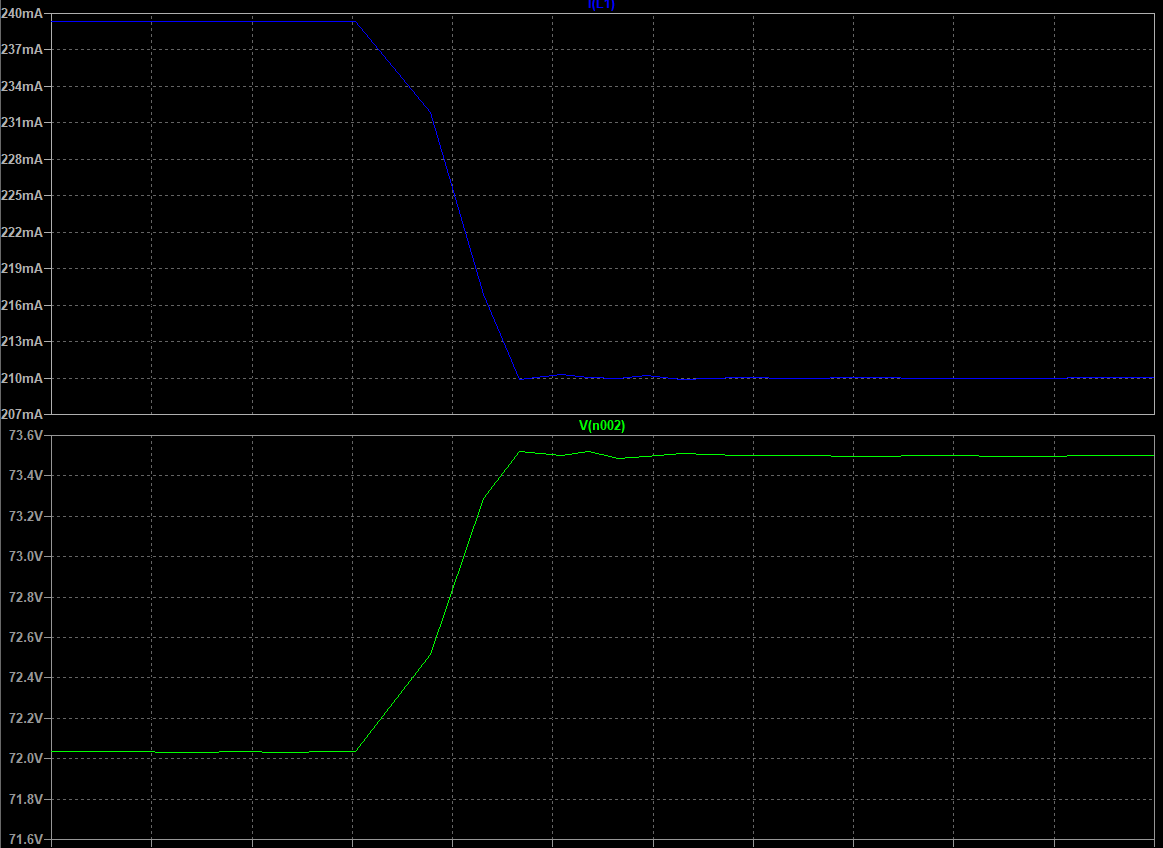 I(L1)
240mA
237mA
234mA
231mA
228mA
225mA
222mA
219mA
216mA
213mA
210mA
207mA
V(n002)
73.6V
73.4V
73.2V
73.0V
72.8V
72.6V
72.4V
72.2V
72.0V
71.8V
71.6V